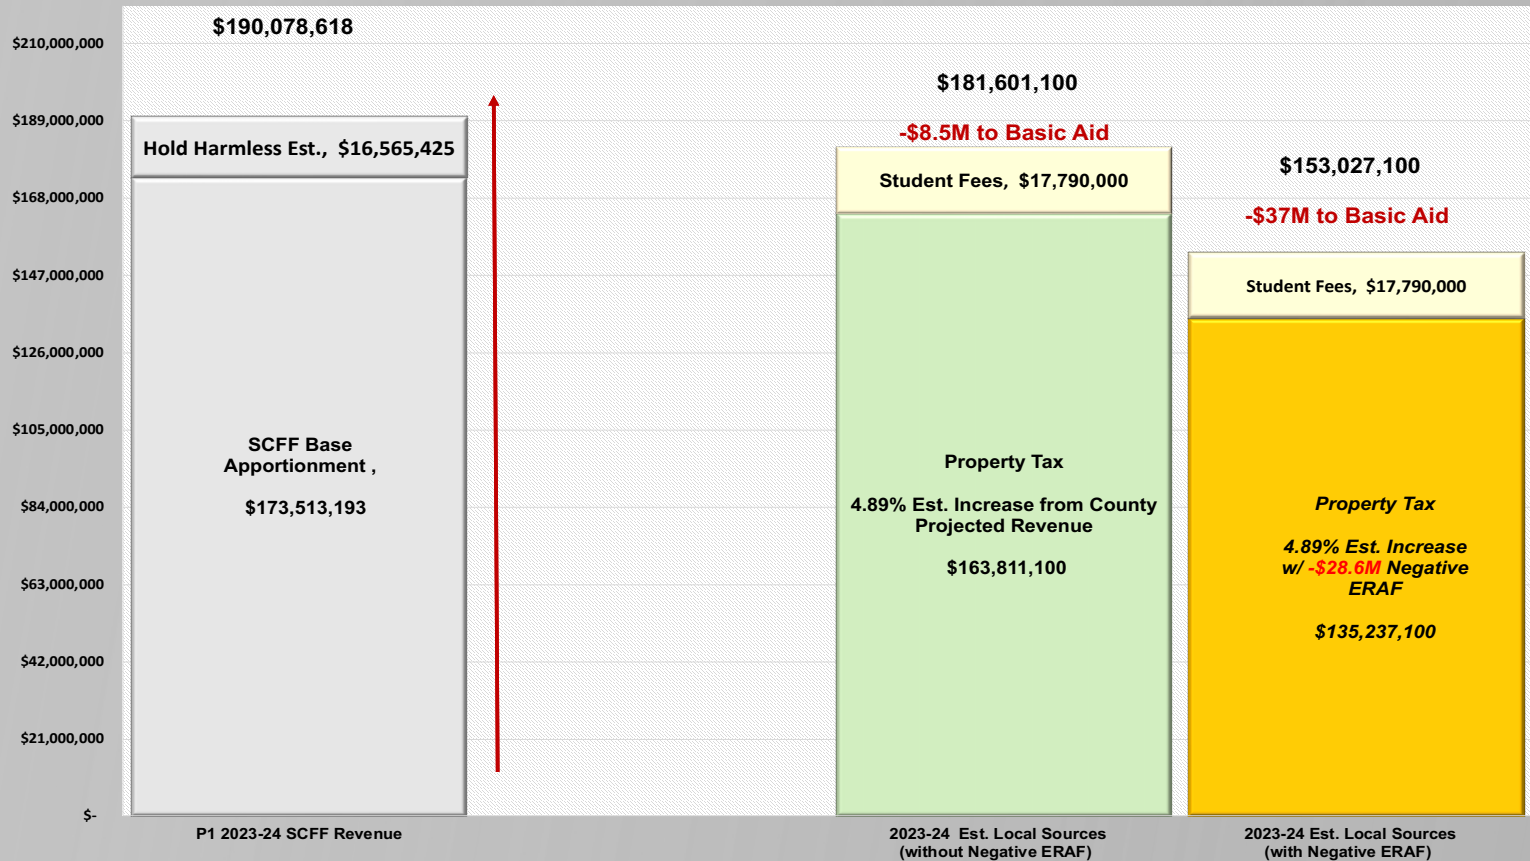 $190,078,618
$210,000,000
$189,000,000
$168,000,000
$147,000,000
$126,000,000
$105,000,000
$84,000,000
$63,000,000
$42,000,000
$21,000,000
$-
Hold Harmless Est., $16,565,425
SCFF Base
Apportionment ,
$173,513,193
P1 2023-24 SCFF Revenue
$181,601,100
-$8.5M to Basic Aid
Student Fees, $17,790,000
Property Tax
4.89% Est. Increase from County
Projected Revenue
$163,811,100
2023-24 Est. Local Sources
(without Negative ERAF)
$153,027,100
-$37M to Basic Aid
Student Fees, $17,790,000
Property Tax
4.89% Est. Increase
w/ -$28.6M Negative
ERAF
$135,237,100
2023-24 Est. Local Sources
(with Negative ERAF)